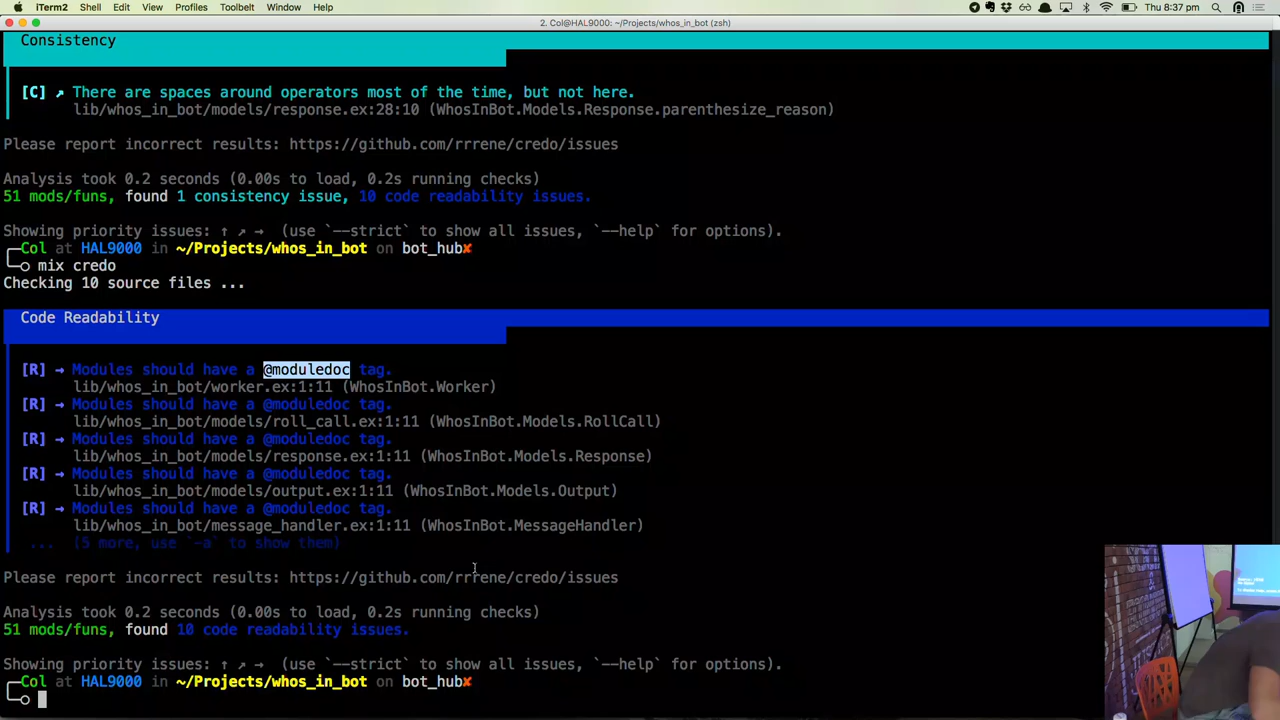 iTerm2 Shell Edit View Profiles Toolbelt Window Help Thu 8:37 pm
2. Col@HAL9000: ~/Projects/whos_in_bot (zsh)
Consistency
[C] ↗ There are spaces around operators most of the time, but not here.
lib/whos_in_bot/models/response.ex:28:10 (WhosInBot.Models.Response.parenthesize_reason)
Please report incorrect results: https://github.com/rrrene/credo/issues
Analysis took 0.2 seconds (0.00s to load, 0.2s running checks)
51 mods/funs, found 1 consistency issue, 10 code readability issues.
Showing priority issues: ↑ ↗ → (use `--strict` to show all issues, `--help` for options).
Col at HAL9000 in ~/Projects/whos_in_bot on bot_hub✘
mix credo
Checking 10 source files ...
Code Readability
[R] → Modules should have a @moduledoc tag.
lib/whos_in_bot/worker.ex:1:11 (WhosInBot.Worker)
[R] → Modules should have a @moduledoc tag.
lib/whos_in_bot/models/roll_call.ex:1:11 (WhosInBot.Models.RollCall)
[R] → Modules should have a @moduledoc tag.
lib/whos_in_bot/models/response.ex:1:11 (WhosInBot.Models.Response)
[R] → Modules should have a @moduledoc tag.
lib/whos_in_bot/models/output.ex:1:11 (WhosInBot.Models.Output)
[R] → Modules should have a @moduledoc tag.
lib/whos_in_bot/message_handler.ex:1:11 (WhosInBot.MessageHandler)
... (5 more, use `-a` to show them)
Please report incorrect results: https://github.com/rrrene/credo/issues
Analysis took 0.2 seconds (0.00s to load, 0.2s running checks)
51 mods/funs, found 10 code readability issues.
Showing priority issues: ↑ ↗ → (use `--strict` to show all issues, `--help` for options).
Col at HAL9000 in ~/Projects/whos_in_bot on bot_hub✘